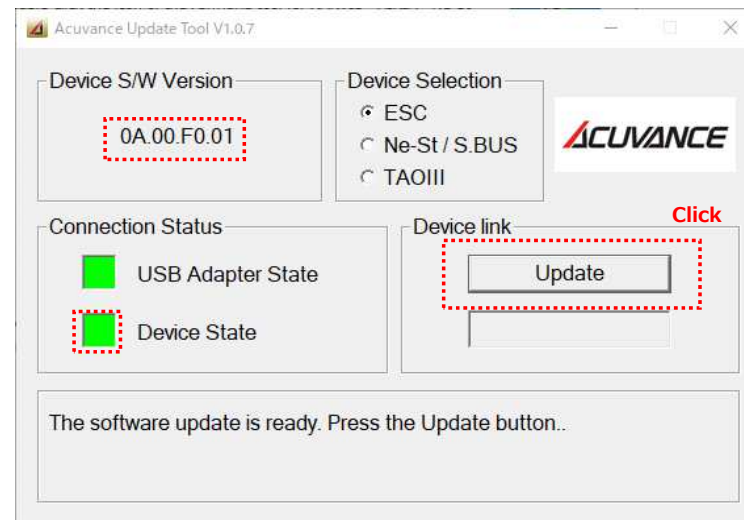 Acuvance Update Tool V1.0.7
Device S/W Version
0A.00.F0.01
Device Selection
ESC
Ne-St / S.BUS
TAOIII
ACUVANCE
Connection Status
USB Adapter State
Device State
Device link
Click
Update
The software update is ready. Press the Update button..